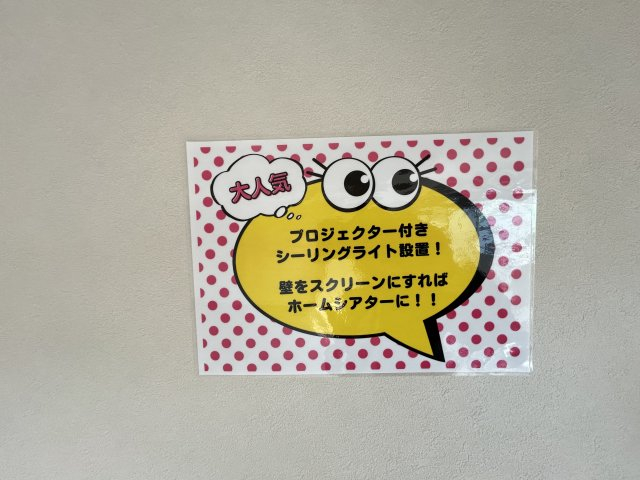 大人気
プロジェクター付き
シーリングライト設置！
壁をスクリーンにすれば
ホームシアターに！！